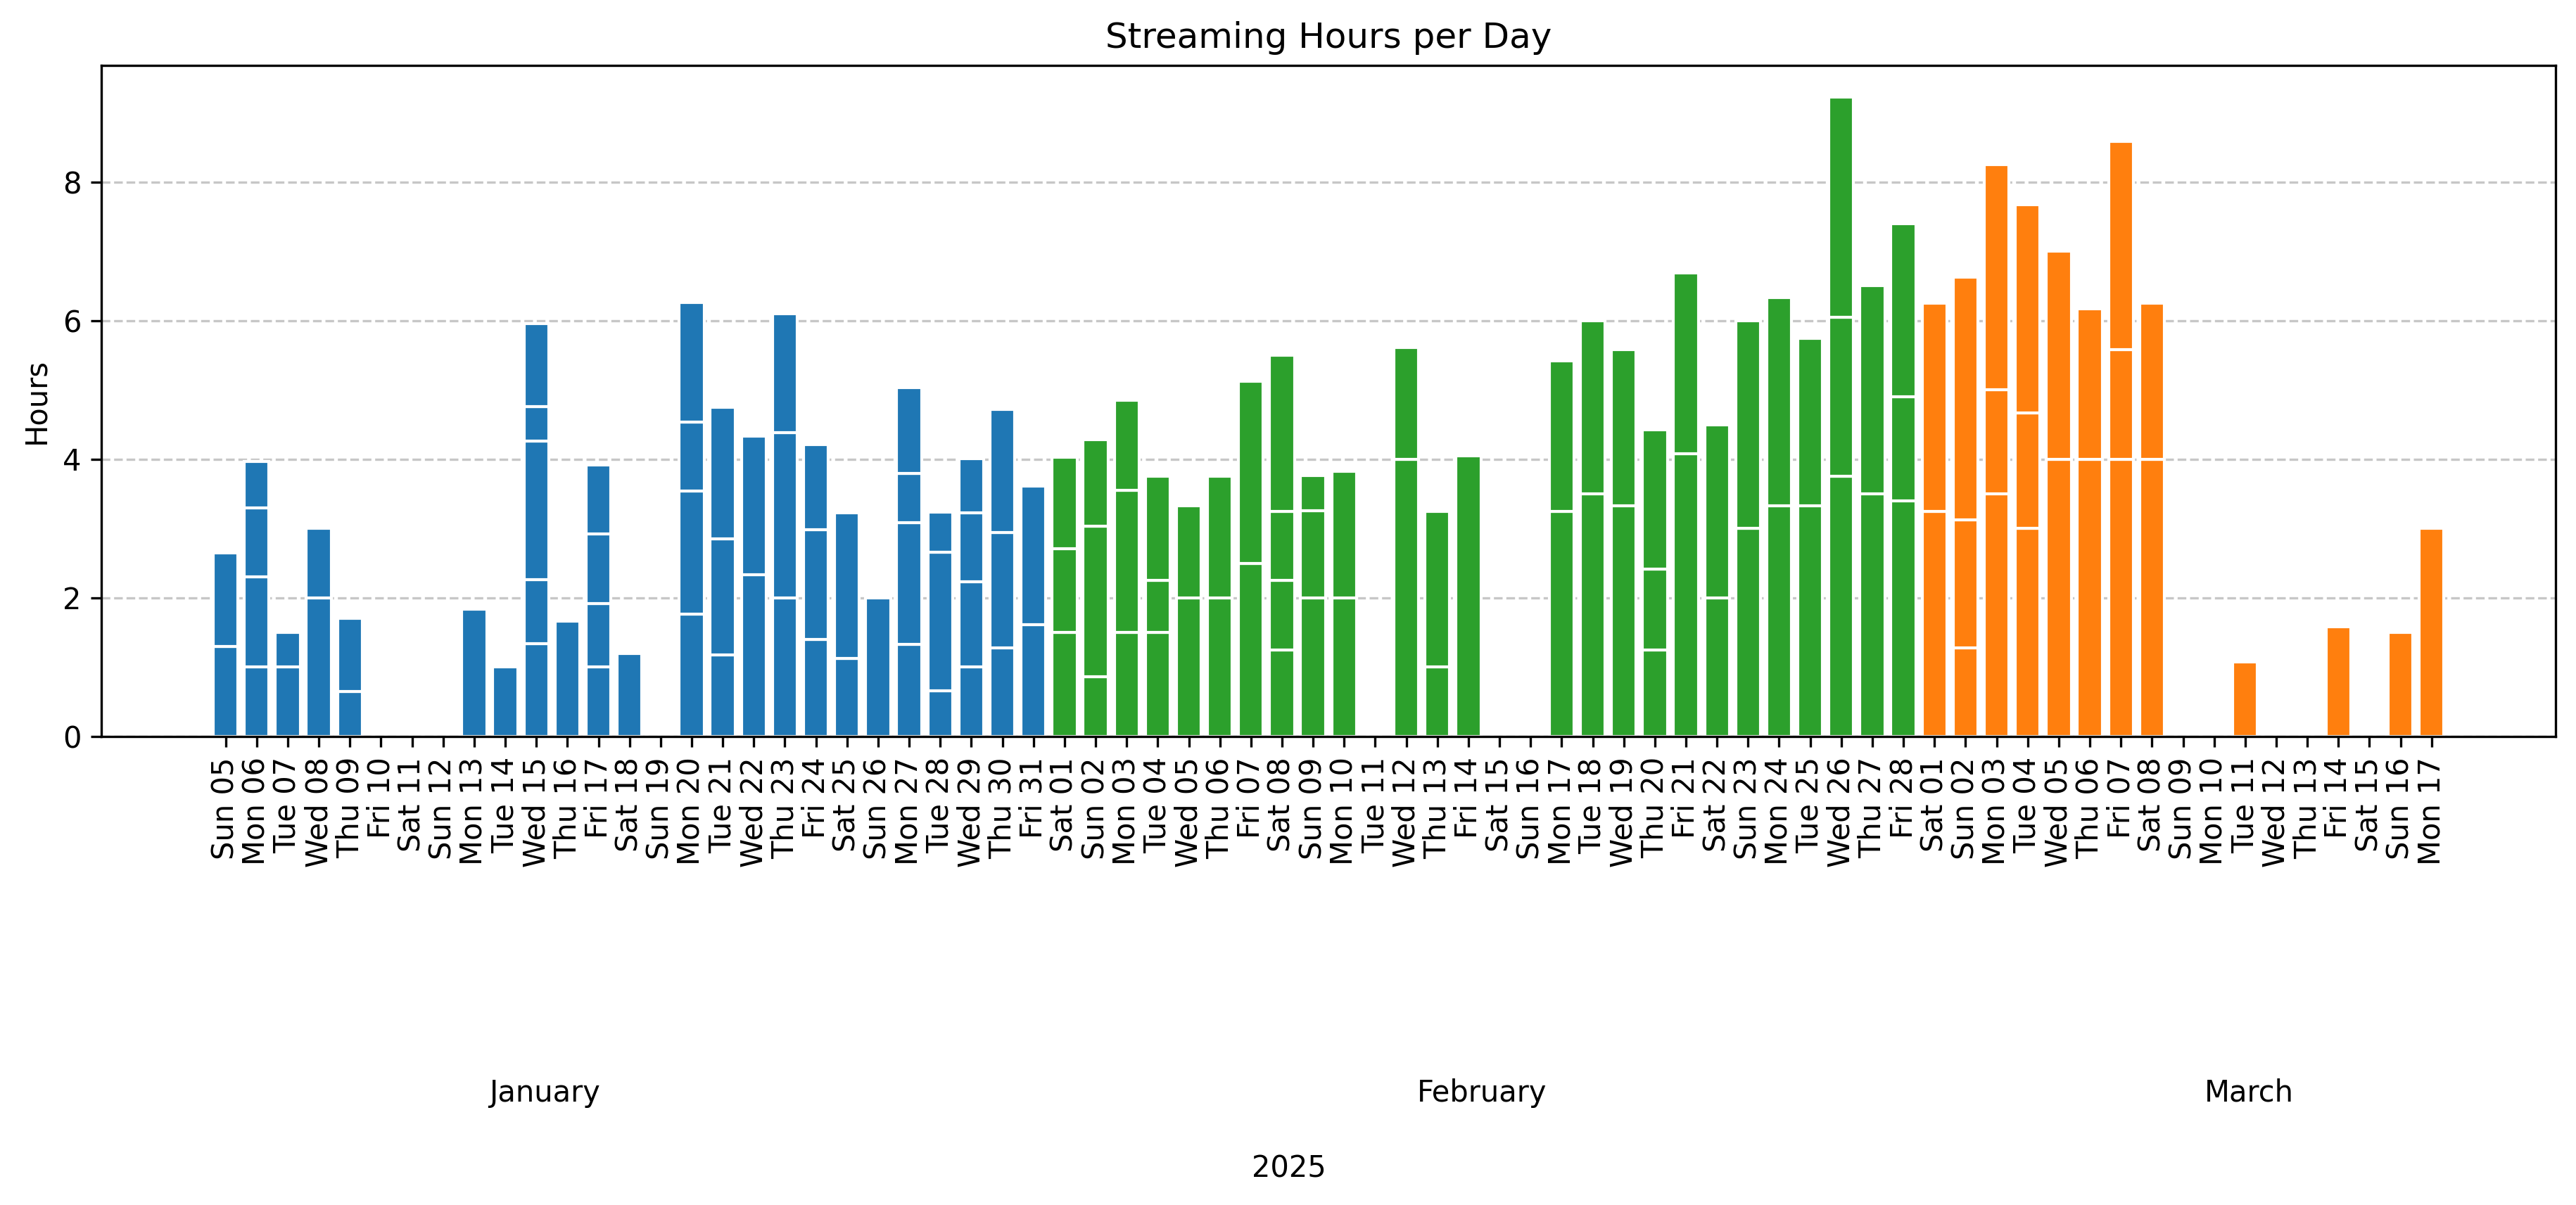 Streaming Hours per Day
Hours
8
6
4
2
0
Sun 05
Mon 06
Tue 07
Wed 08
Thu 09
Fri 10
Sat 11
Sun 12
Mon 13
Tue 14
Wed 15
Thu 16
Fri 17
Sat 18
Sun 19
Mon 20
Tue 21
Wed 22
Thu 23
Fri 24
Sat 25
Sun 26
Mon 27
Tue 28
Wed 29
Thu 30
Fri 31
Sat 01
Sun 02
Mon 03
Tue 04
Wed 05
Thu 06
Fri 07
Sat 08
Sun 09
Mon 10
Tue 11
Wed 12
Thu 13
Fri 14
Sat 15
Sun 16
Mon 17
Tue 18
Wed 19
Thu 20
Fri 21
Sat 22
Sun 23
Mon 24
Tue 25
Wed 26
Thu 27
Fri 28
Sat 01
Sun 02
Mon 03
Tue 04
Wed 05
Thu 06
Fri 07
Sat 08
Sun 09
Mon 10
Tue 11
Wed 12
Thu 13
Fri 14
Sat 15
Sun 16
Mon 17
January
February
March
2025